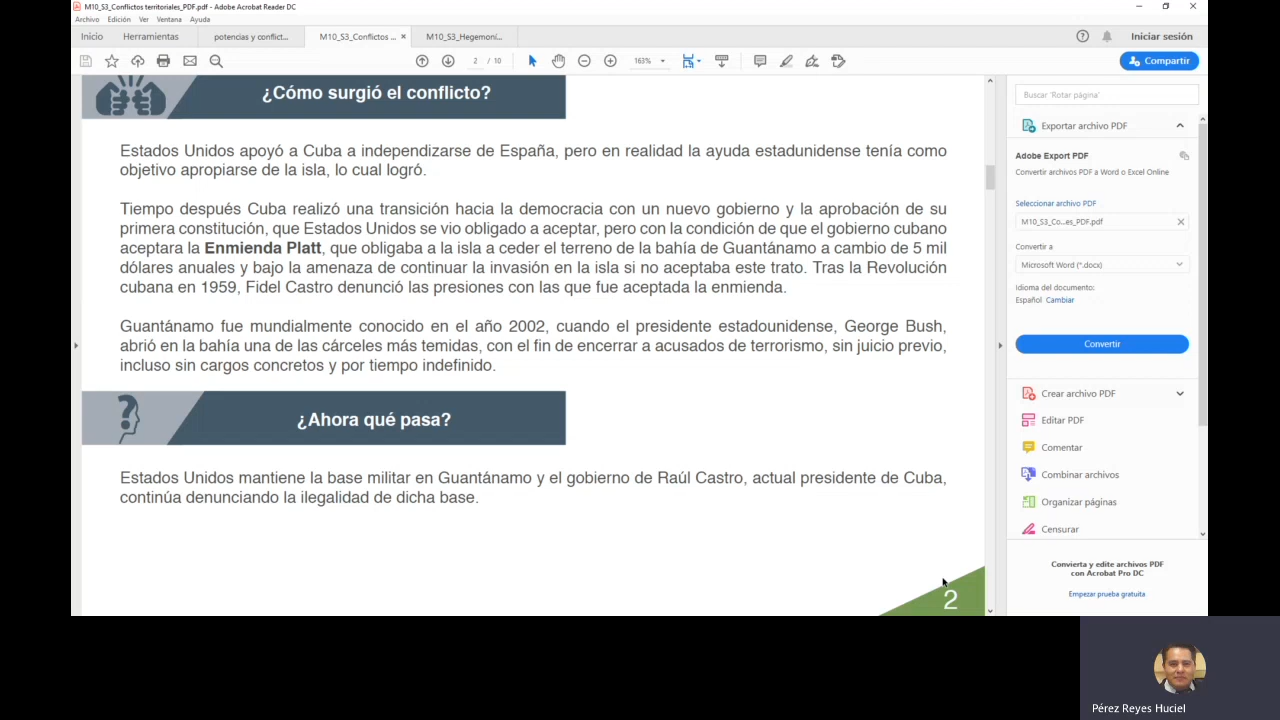 M10_S3_Conflictos territoriales_PDF.pdf - Adobe Acrobat Reader DC
Archivo Edición Ver Ventana Ayuda
Inicio Herramientas potencias y conflict... M10_S3_Conflictos ... × M10_S3_Hegemoní... Iniciar sesión
2 / 10 163% Compartir
¿Cómo surgió el conflicto?
Estados Unidos apoyó a Cuba a independizarse de España, pero en realidad la ayuda estadunidense tenía como
objetivo apropiarse de la isla, lo cual logró.
Tiempo después Cuba realizó una transición hacia la democracia con un nuevo gobierno y la aprobación de su
primera constitución, que Estados Unidos se vio obligado a aceptar, pero con la condición de que el gobierno cubano
aceptara la Enmienda Platt, que obligaba a la isla a ceder el terreno de la bahía de Guantánamo a cambio de 5 mil
dólares anuales y bajo la amenaza de continuar la invasión en la isla si no aceptaba este trato. Tras la Revolución
cubana en 1959, Fidel Castro denunció las presiones con las que fue aceptada la enmienda.
Guantánamo fue mundialmente conocido en el año 2002, cuando el presidente estadounidense, George Bush,
abrió en la bahía una de las cárceles más temidas, con el fin de encerrar a acusados de terrorismo, sin juicio previo,
incluso sin cargos concretos y por tiempo indefinido.
¿Ahora qué pasa?
Estados Unidos mantiene la base militar en Guantánamo y el gobierno de Raúl Castro, actual presidente de Cuba,
continúa denunciando la ilegalidad de dicha base.
2
Buscar 'Rotar página'
Exportar archivo PDF
Adobe Export PDF
Convertir archivos PDF a Word o Excel Online
Seleccionar archivo PDF
M10_S3_Co...es_PDF.pdf
Convertir a
Microsoft Word (*.docx)
Idioma del documento:
Español Cambiar
Convertir
Crear archivo PDF
Editar PDF
Comentar
Combinar archivos
Organizar páginas
Censurar
Convierta y edite archivos PDF
con Acrobat Pro DC
Empezar prueba gratuita
Pérez Reyes Huciel